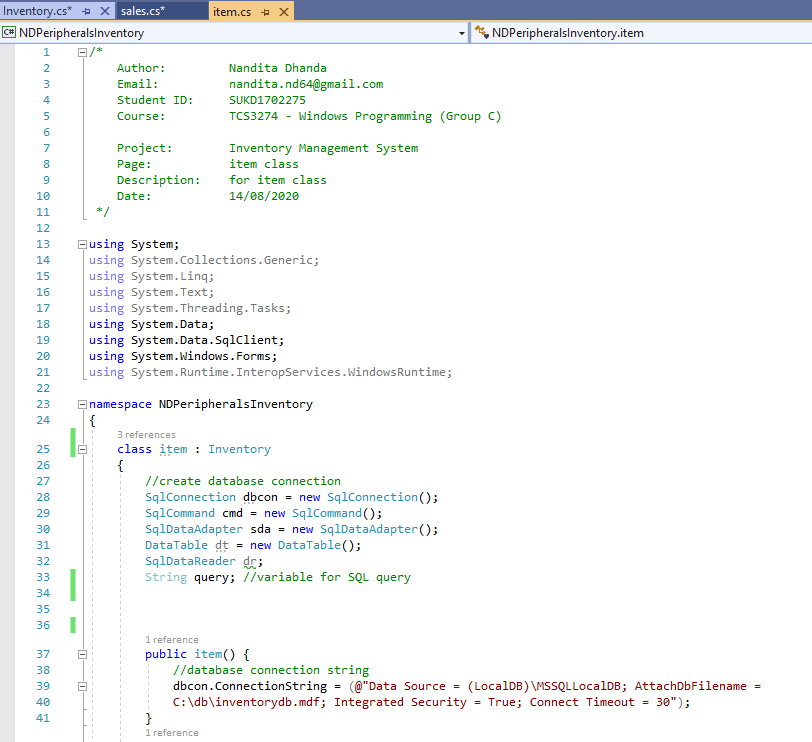 Inventory.cs* sales.cs* item.cs
C# NDPeripheralsInventory NDPeripheralsInventory.item
1 /*
2 Author: Nandita Dhanda
3 Email: nandita.nd64@gmail.com
4 Student ID: SUKD1702275
5 Course: TCS3274 - Windows Programming (Group C)
6
7 Project: Inventory Management System
8 Page: item class
9 Description: for item class
10 Date: 14/08/2020
11 */
12
13 using System;
14 using System.Collections.Generic;
15 using System.Linq;
16 using System.Text;
17 using System.Threading.Tasks;
18 using System.Data;
19 using System.Data.SqlClient;
20 using System.Windows.Forms;
21 using System.Runtime.InteropServices.WindowsRuntime;
22
23 namespace NDPeripheralsInventory
24 {
3 references
25 class item : Inventory
26 {
27 //create database connection
28 SqlConnection dbcon = new SqlConnection();
29 SqlCommand cmd = new SqlCommand();
30 SqlDataAdapter sda = new SqlDataAdapter();
31 DataTable dt = new DataTable();
32 SqlDataReader dr;
33 String query; //variable for SQL query
34
35
36
1 reference
37 public item() {
38 //database connection string
39 dbcon.ConnectionString = (@"Data Source = (LocalDB)\MSSQLLocalDB; AttachDbFilename =
40 C:\db\inventorydb.mdf; Integrated Security = True; Connect Timeout = 30");
41 }
1 reference